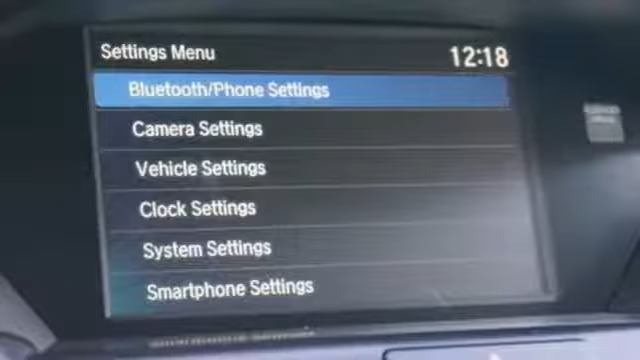 Settings Menu
12:18
Bluetooth/Phone Settings
Camera Settings
Vehicle Settings
Clock Settings
System Settings
Smartphone Settings